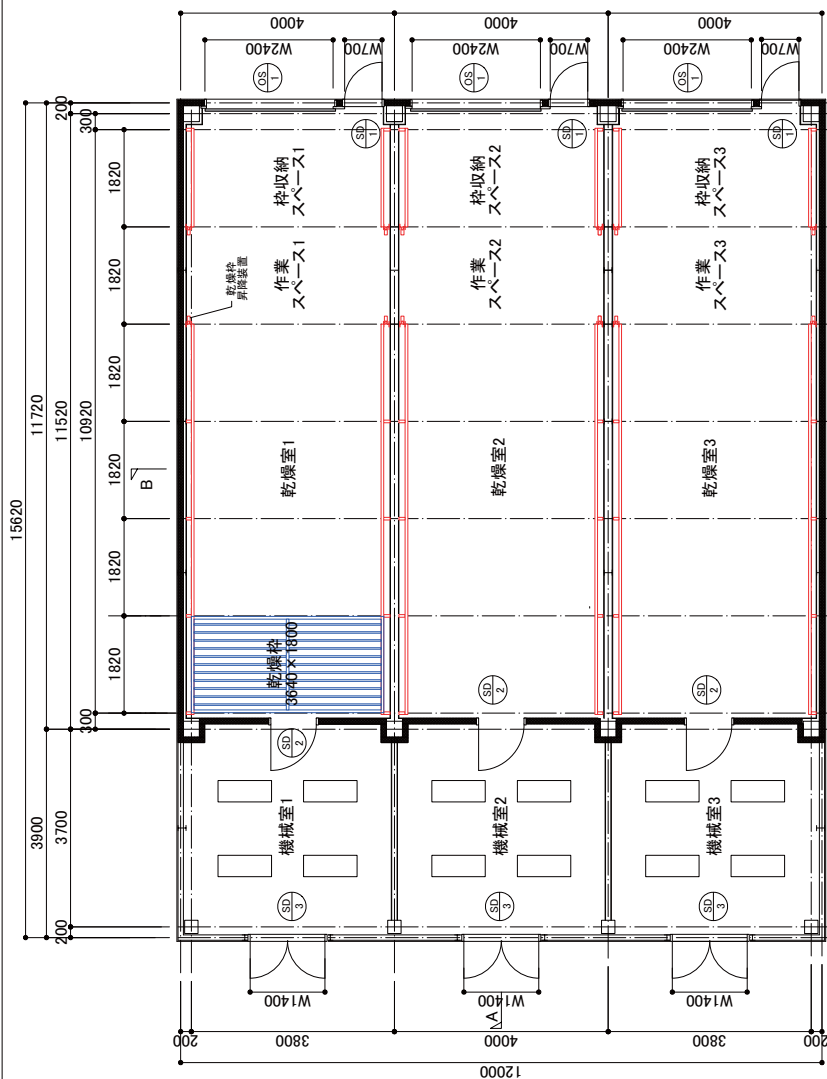 4000
4000
4000
W2400
W700
W2400
W700
W2400
W700
OS
1
OS
1
OS
1
SD
1
SD
1
SD
1
15620
11720
11520
10920
200
300
1820
1820
1820
1820
1820
1820
300
3900
3700
200
枠収納
スペース1
枠収納
スペース2
枠収納
スペース3
作業
スペース1
作業
スペース2
作業
スペース3
乾燥枠
昇降装置
乾燥室1
乾燥室2
乾燥室3
B
乾燥枠
3640×1800
SD
2
SD
2
SD
2
機械室1
機械室2
機械室3
SD
3
SD
3
SD
3
W1400
W1400
W1400
A
200
3800
4000
3800
12000